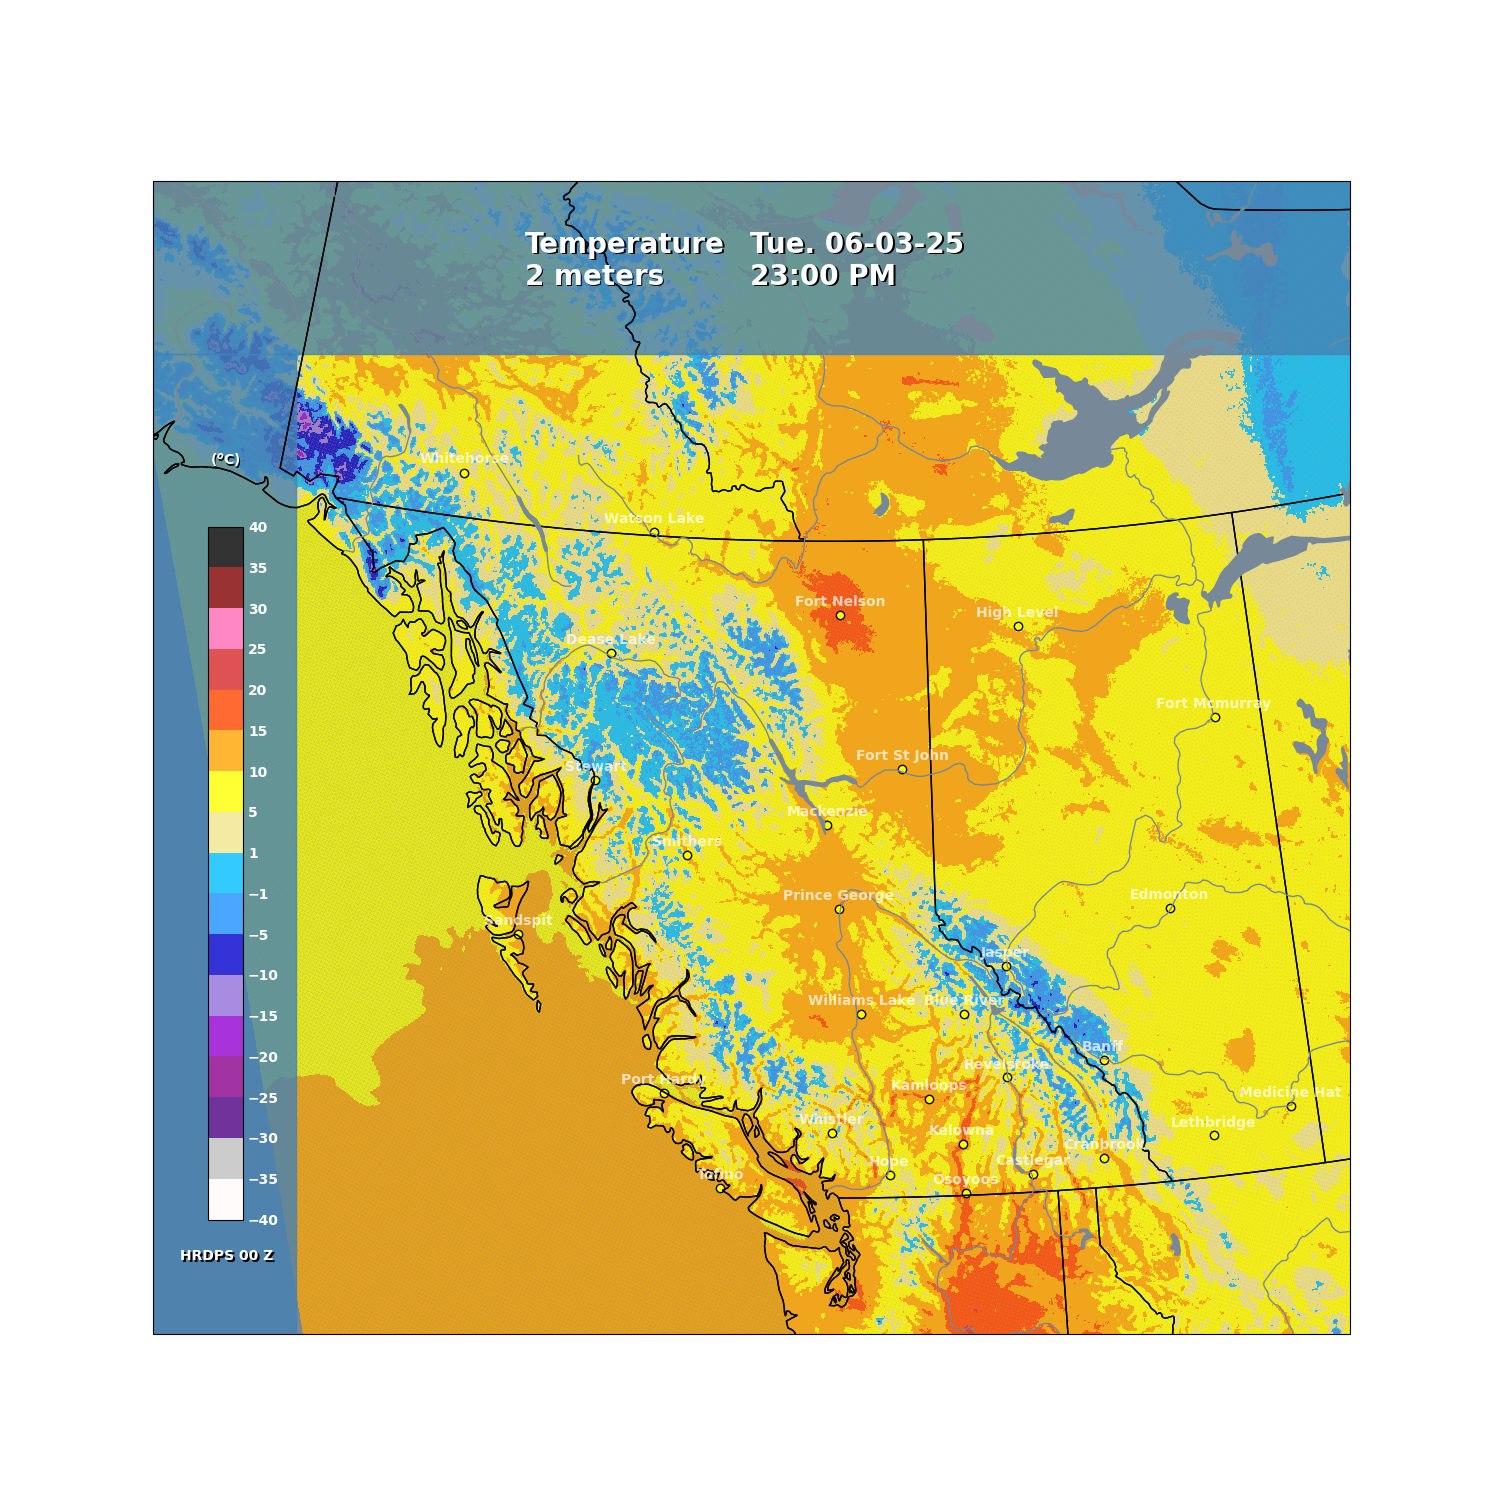 Temperature Tue. 06-03-25
2 meters 23:00 PM
(°C)
Whitehorse
Watson Lake
40
35
30
25
20
15
10
5
1
−1
−5
−10
−15
−20
−25
−30
−35
−40
Fort Nelson
High Level
Dease Lake
Fort Mcmurray
Fort St John
Stewart
Mackenzie
Smithers
Prince George
Edmonton
Sandspit
Jasper
Williams Lake
Blue River
Banff
Revelstoke
Port Hardy
Kamloops
Medicine Hat
Whistler
Lethbridge
Kelowna
Cranbrook
Hope
Castlegar
Tofino
Osoyoos
HRDPS 00 Z